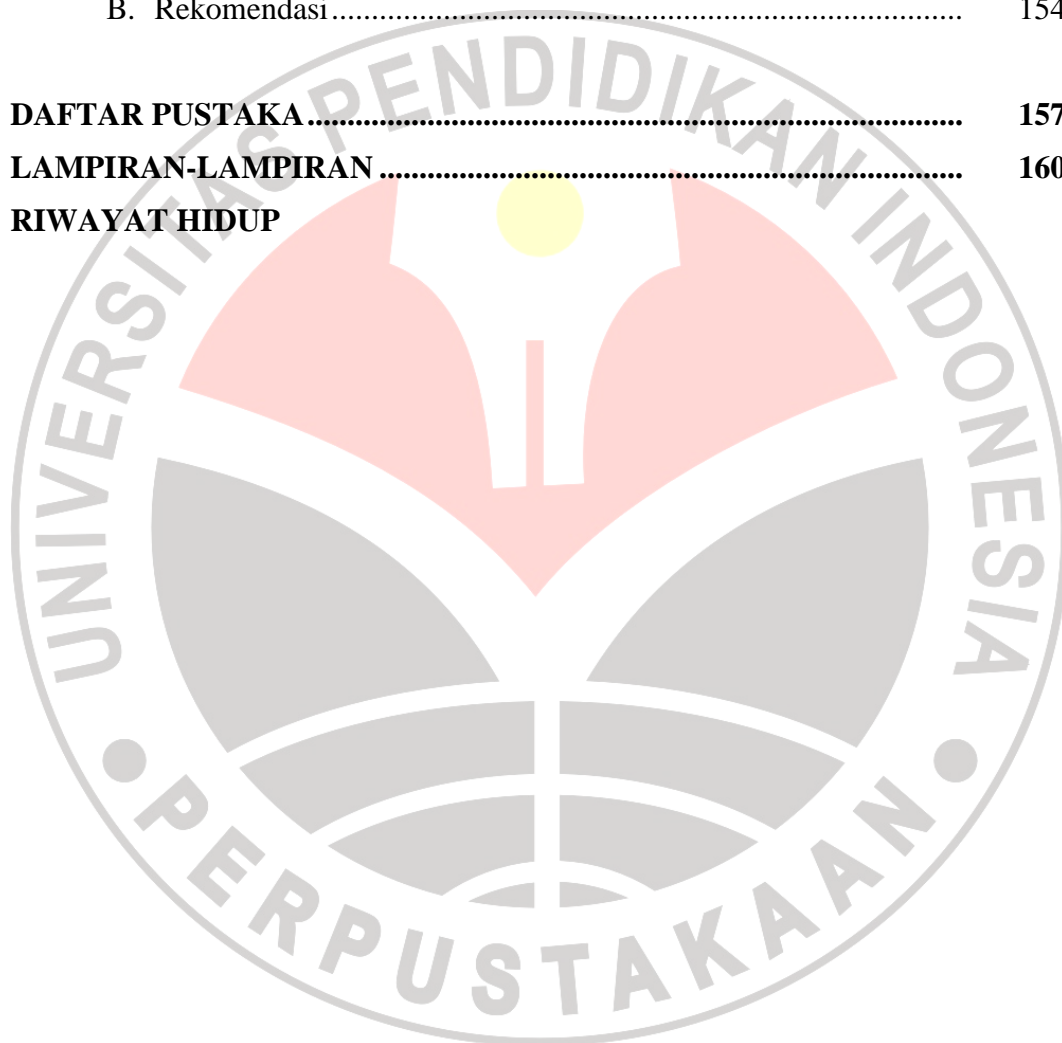 B. Rekomendasi.......................................................................................... 154
DAFTAR PUSTAKA................................................................................... 157
LAMPIRAN-LAMPIRAN.......................................................................... 160
RIWAYAT HIDUP
UNIVERSITAS PENDIDIKAN INDONESIA
PERPUSTAKAAN